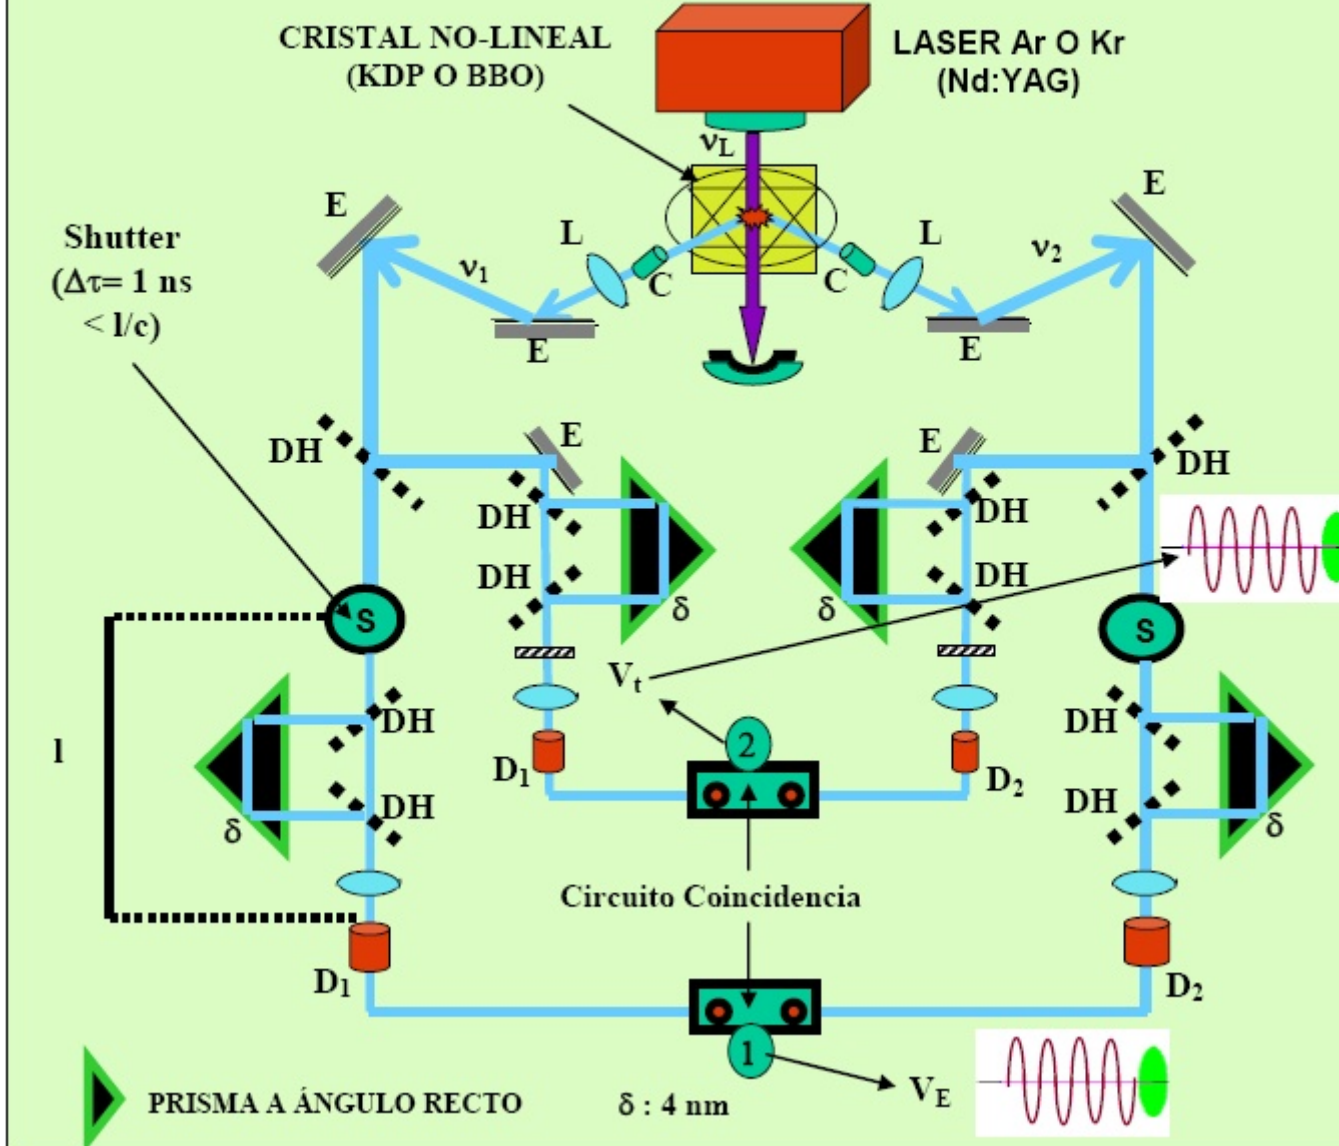 CRISTAL NO-LINEAL
(KDP O BBO)
LASER Ar O Kr
(Nd:YAG)
νL
E
E
Shutter
(Δτ= 1 ns
< l/c)
L
L
ν1
ν2
C
C
E
E
E
E
DH
DH
DH
DH
DH
DH
δ
δ
S
S
Vt
l
DH
DH
DH
DH
δ
δ
D1
2
D2
Circuito Coincidencia
D1
D2
1
VE
PRISMA A ÁNGULO RECTO
δ : 4 nm